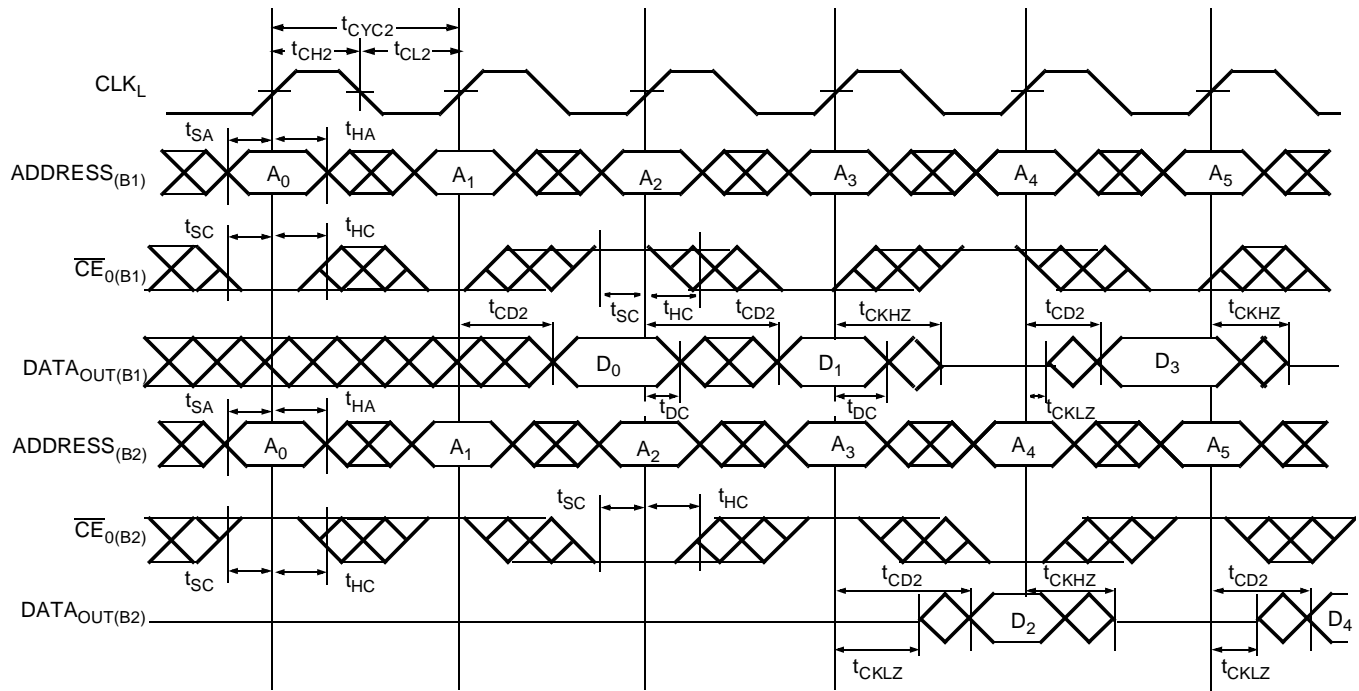 tCYC2
tCH2 tCL2
CLKL
tSA tHA
ADDRESS(B1) A0 A1 A2 A3 A4 A5
tSC tHC
CE0(B1)
tSC tHC
tCD2 tCD2 tCKHZ tCD2 tCKHZ
DATAOUT(B1) D0 D1 D3
tSA tHA tDC tDC tCKLZ
ADDRESS(B2) A0 A1 A2 A3 A4 A5
tSC tHC
CE0(B2)
tSC tHC
tCD2 tCKHZ tCD2
DATAOUT(B2) D2 D4
tCKLZ tCKLZ